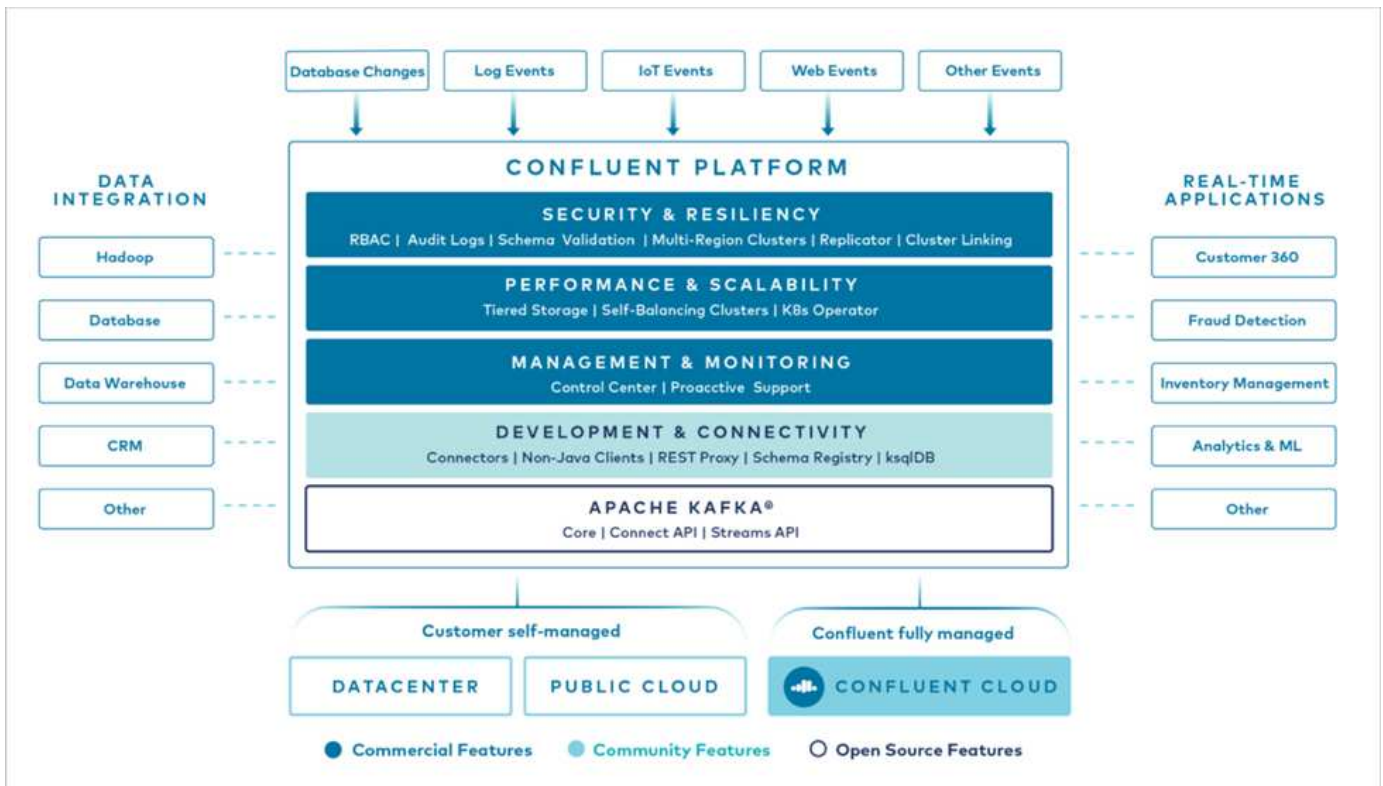 Database Changes
Log Events
IoT Events
Web Events
Other Events
CONFLUENT PLATFORM
DATA
INTEGRATION
Hadoop
Database
Data Warehouse
CRM
Other
SECURITY & RESILIENCY
RBAC | Audit Logs | Schema Validation | Multi-Region Clusters | Replicator | Cluster Linking
PERFORMANCE & SCALABILITY
Tiered Storage | Self-Balancing Clusters | K8s Operator
MANAGEMENT & MONITORING
Control Center | Proacctive Support
DEVELOPMENT & CONNECTIVITY
Connectors | Non-Java Clients | REST Proxy | Schema Registry | ksqlDB
APACHE KAFKA®
Core | Connect API | Streams API
REAL-TIME
APPLICATIONS
Customer 360
Fraud Detection
Inventory Management
Analytics & ML
Other
Customer self-managed
Confluent fully managed
DATACENTER
PUBLIC CLOUD
CONFLUENT CLOUD
Commercial Features
Community Features
Open Source Features